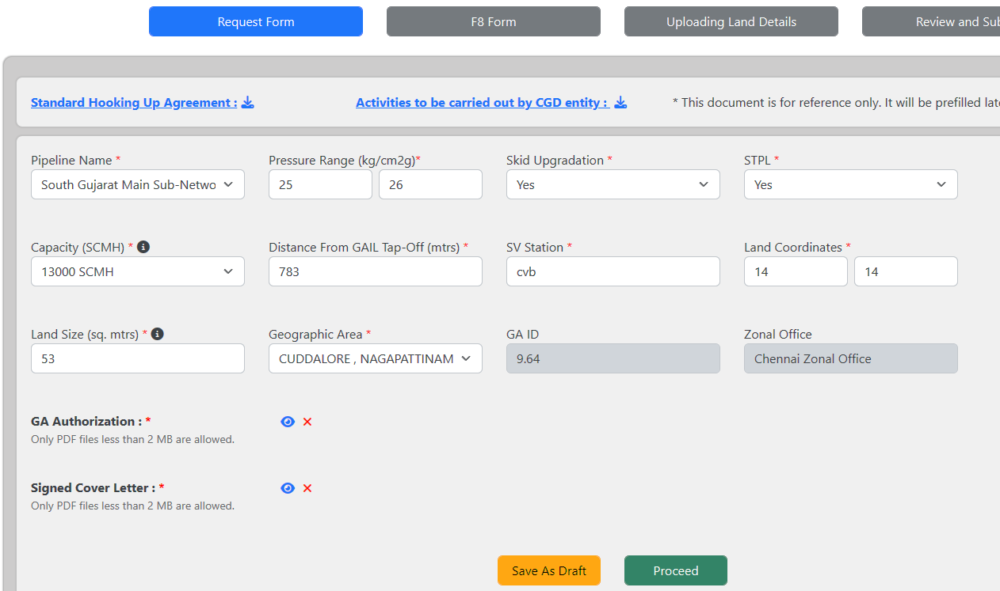 Request Form F8 Form Uploading Land Details Review and Sub
Standard Hooking Up Agreement : Activities to be carried out by CGD entity : * This document is for reference only. It will be prefilled late
Pipeline Name * Pressure Range (kg/cm2g)* Skid Upgradation * STPL *
South Gujarat Main Sub-Netwo 25 26 Yes Yes
Capacity (SCMH) * Distance From GAIL Tap-Off (mtrs) * SV Station * Land Coordinates *
13000 SCMH 783 cvb 14 14
Land Size (sq. mtrs) * Geographic Area * GA ID Zonal Office
53 CUDDALORE , NAGAPATTINAM 9.64 Chennai Zonal Office
GA Authorization : *
Only PDF files less than 2 MB are allowed.
Signed Cover Letter : *
Only PDF files less than 2 MB are allowed.
Save As Draft Proceed